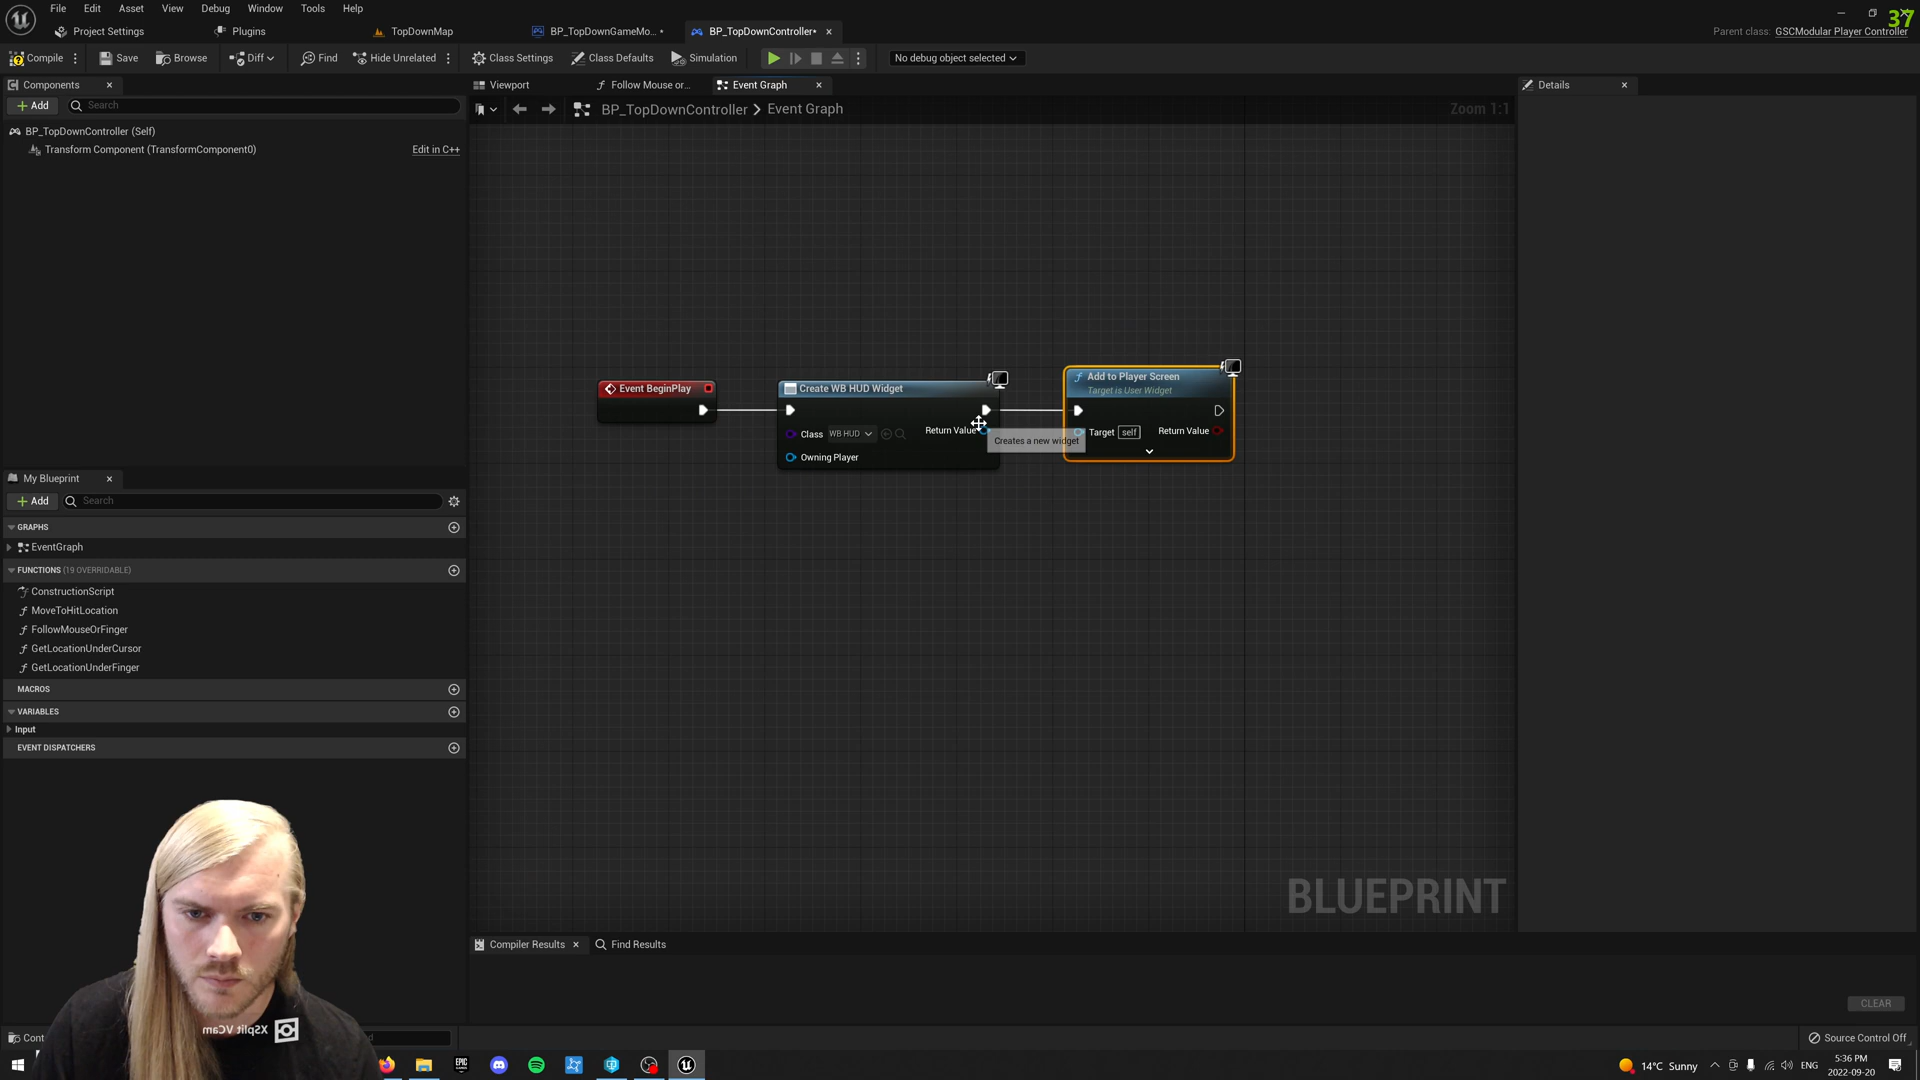 File Edit Asset View Debug Window Tools Help
37
Project Settings Plugins TopDownMap BP_TopDownGameMo... • BP_TopDownController•
Parent class: GSCModular Player Controller
Compile Save Browse Diff Find Hide Unrelated Class Settings Class Defaults Simulation No debug object selected
Components
Viewport Follow Mouse or... Event Graph
Details
Add Search
BP_TopDownController > Event Graph Zoom 1:1
BP_TopDownController (Self)
Transform Component (TransformComponent0) Edit in C++
Event BeginPlay
Create WB HUD Widget
Class WB HUD
Return Value
Owning Player
Creates a new widget
Add to Player Screen
Target is User Widget
Target self Return Value
My Blueprint
Add Search
GRAPHS
EventGraph
FUNCTIONS (19 OVERRIDABLE)
ConstructionScript
MoveToHitLocation
FollowMouseOrFinger
GetLocationUnderCursor
GetLocationUnderFinger
MACROS
VARIABLES
Input
EVENT DISPATCHERS
BLUEPRINT
Compiler Results Find Results
CLEAR
XSplit VCam
Cont
Source Control Off
14°C Sunny ENG
5:36 PM
2022-09-20